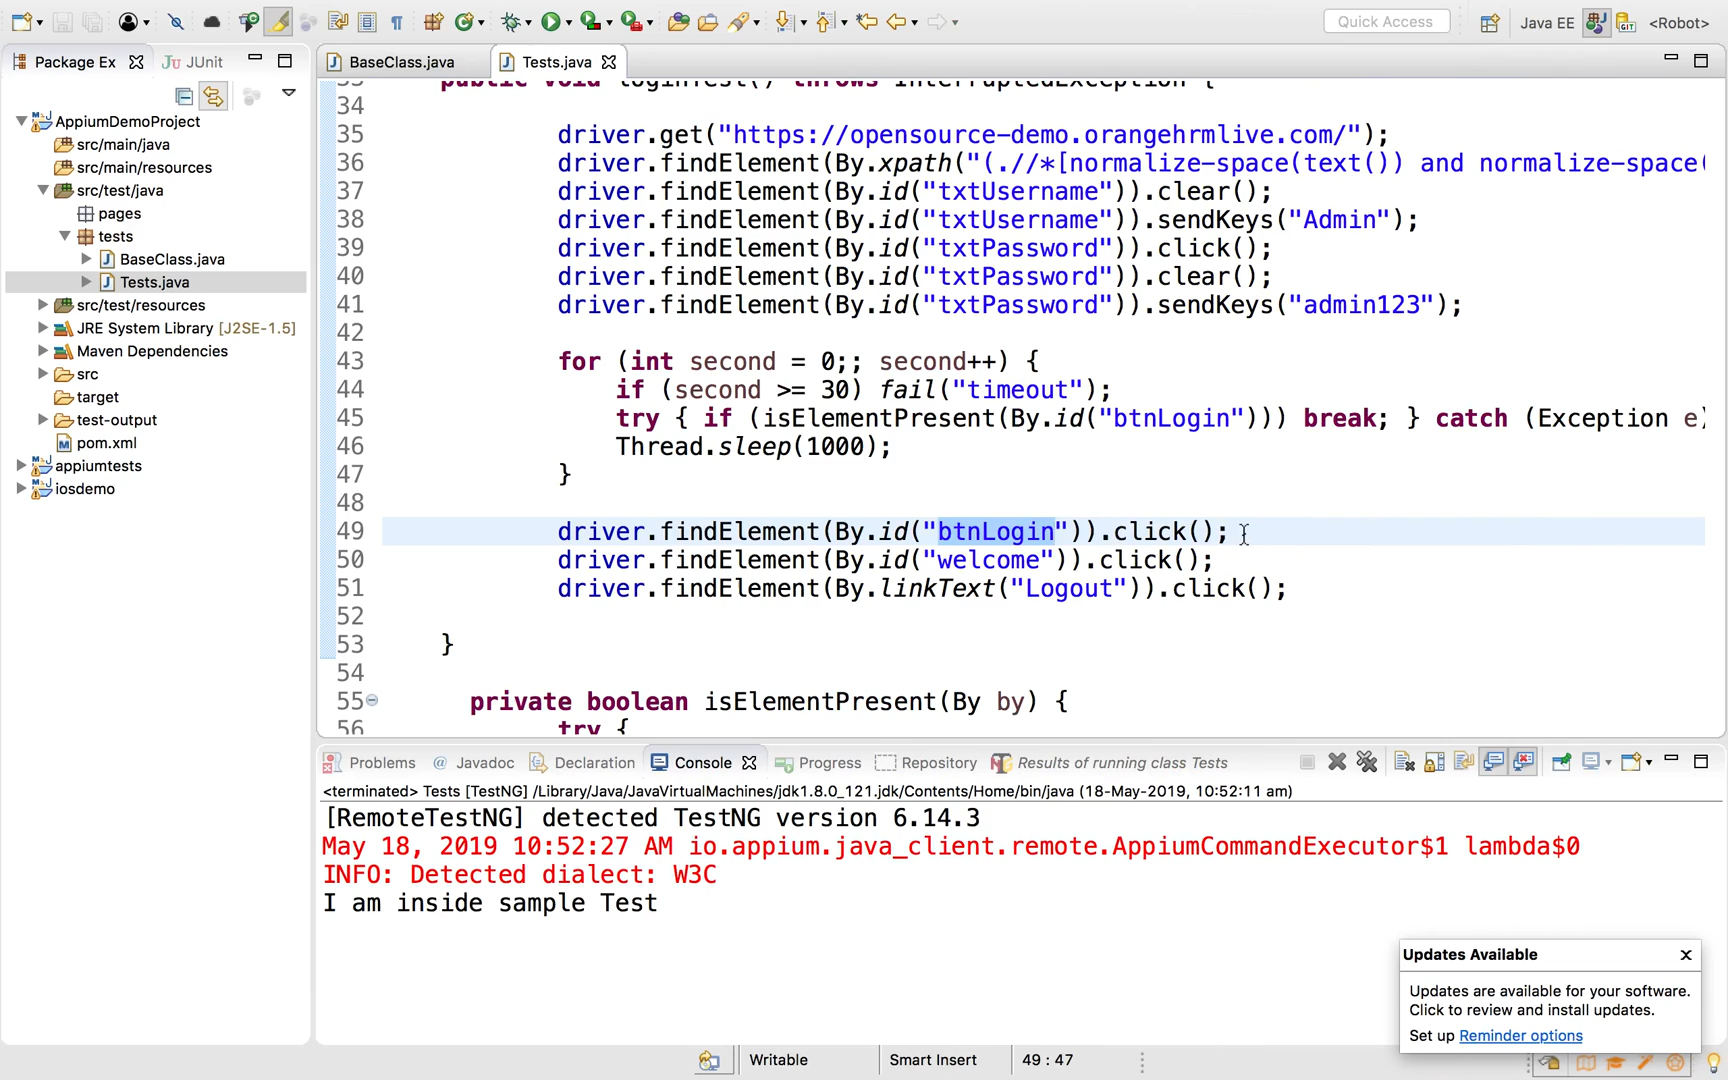 Quick Access
Java EE
<Robot>
Package Ex
JUnit
BaseClass.java
Tests.java
AppiumDemoProject
src/main/java
src/main/resources
src/test/java
pages
tests
BaseClass.java
Tests.java
src/test/resources
JRE System Library [J2SE-1.5]
Maven Dependencies
src
target
test-output
pom.xml
appiumtests
iosdemo
public void loginTest() throws InterruptedException {
34
35 driver.get("https://opensource-demo.orangehrmlive.com/");
36 driver.findElement(By.xpath("(.//*[normalize-space(text()) and normalize-space(
37 driver.findElement(By.id("txtUsername")).clear();
38 driver.findElement(By.id("txtUsername")).sendKeys("Admin");
39 driver.findElement(By.id("txtPassword")).click();
40 driver.findElement(By.id("txtPassword")).clear();
41 driver.findElement(By.id("txtPassword")).sendKeys("admin123");
42
43 for (int second = 0;; second++) {
44 if (second >= 30) fail("timeout");
45 try { if (isElementPresent(By.id("btnLogin"))) break; } catch (Exception e)
46 Thread.sleep(1000);
47 }
48
49 driver.findElement(By.id("btnLogin")).click();
50 driver.findElement(By.id("welcome")).click();
51 driver.findElement(By.linkText("Logout")).click();
52
53 }
54
55 private boolean isElementPresent(By by) {
56 try {
Problems
@ Javadoc
Declaration
Console
Progress
Repository
Results of running class Tests
<terminated> Tests [TestNG] /Library/Java/JavaVirtualMachines/jdk1.8.0_121.jdk/Contents/Home/bin/java (18-May-2019, 10:52:11 am)
[RemoteTestNG] detected TestNG version 6.14.3
May 18, 2019 10:52:27 AM io.appium.java_client.remote.AppiumCommandExecutor$1 lambda$0
INFO: Detected dialect: W3C
I am inside sample Test
Updates Available
Updates are available for your software.
Click to review and install updates.
Set up Reminder options
Writable
Smart Insert
49 : 47